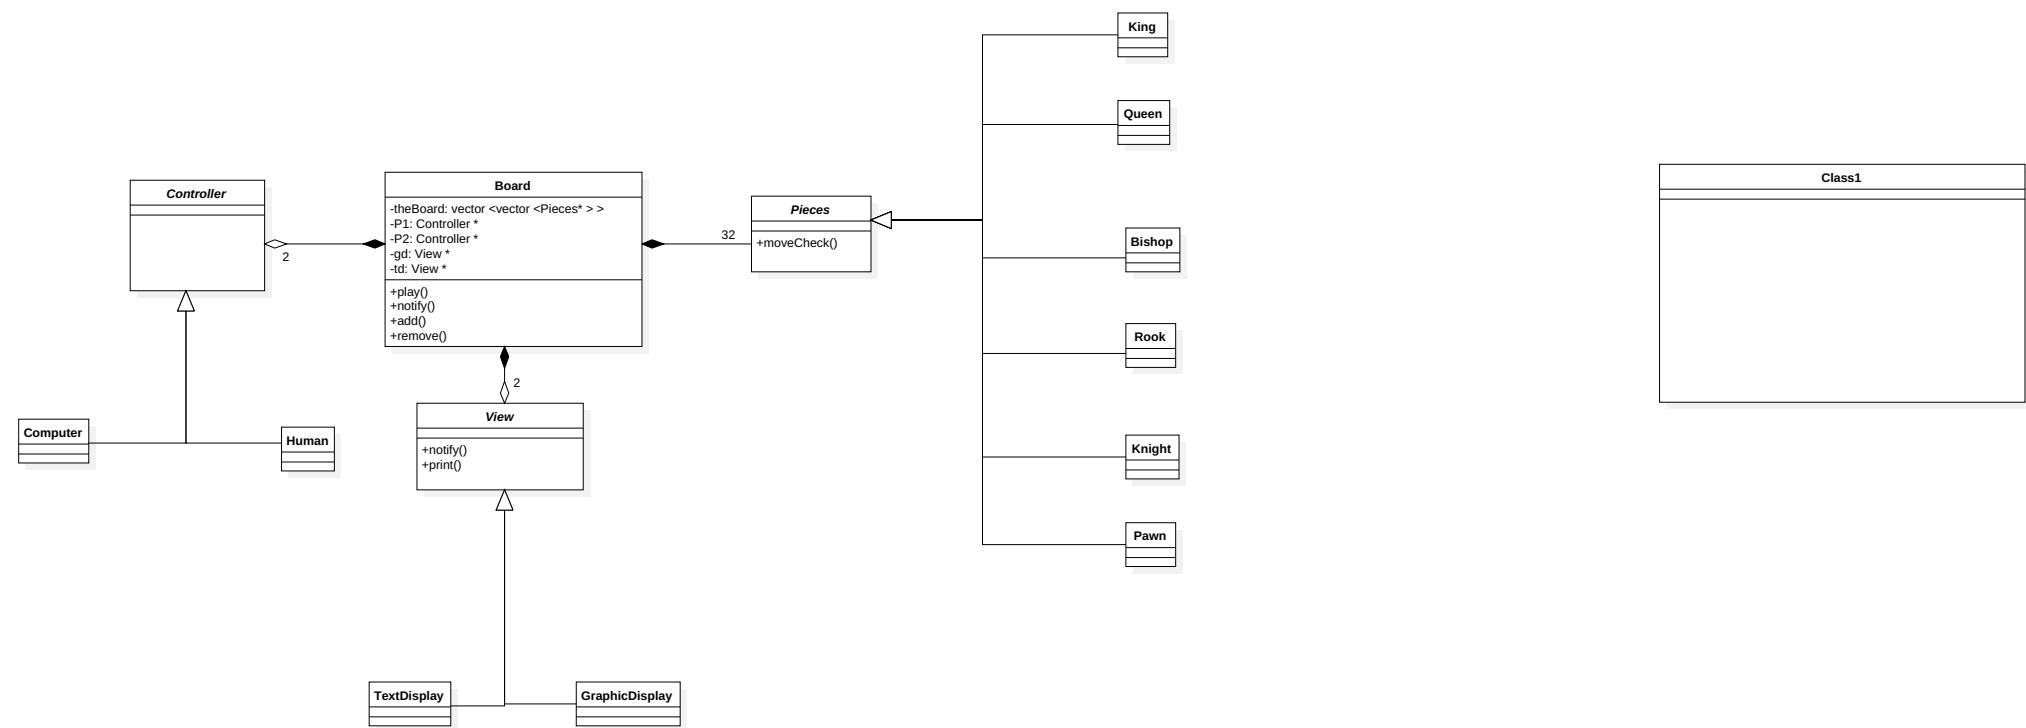 King
Queen
Class1
Controller
Board
-theBoard: vector <vector <Pieces* > >
-P1: Controller *
-P2: Controller *
-gd: View *
-td: View *
+play()
+notify()
+add()
+remove()
2
32
Pieces
+moveCheck()
Bishop
Rook
2
View
+notify()
+print()
Computer
Human
Knight
Pawn
TextDisplay
GraphicDisplay